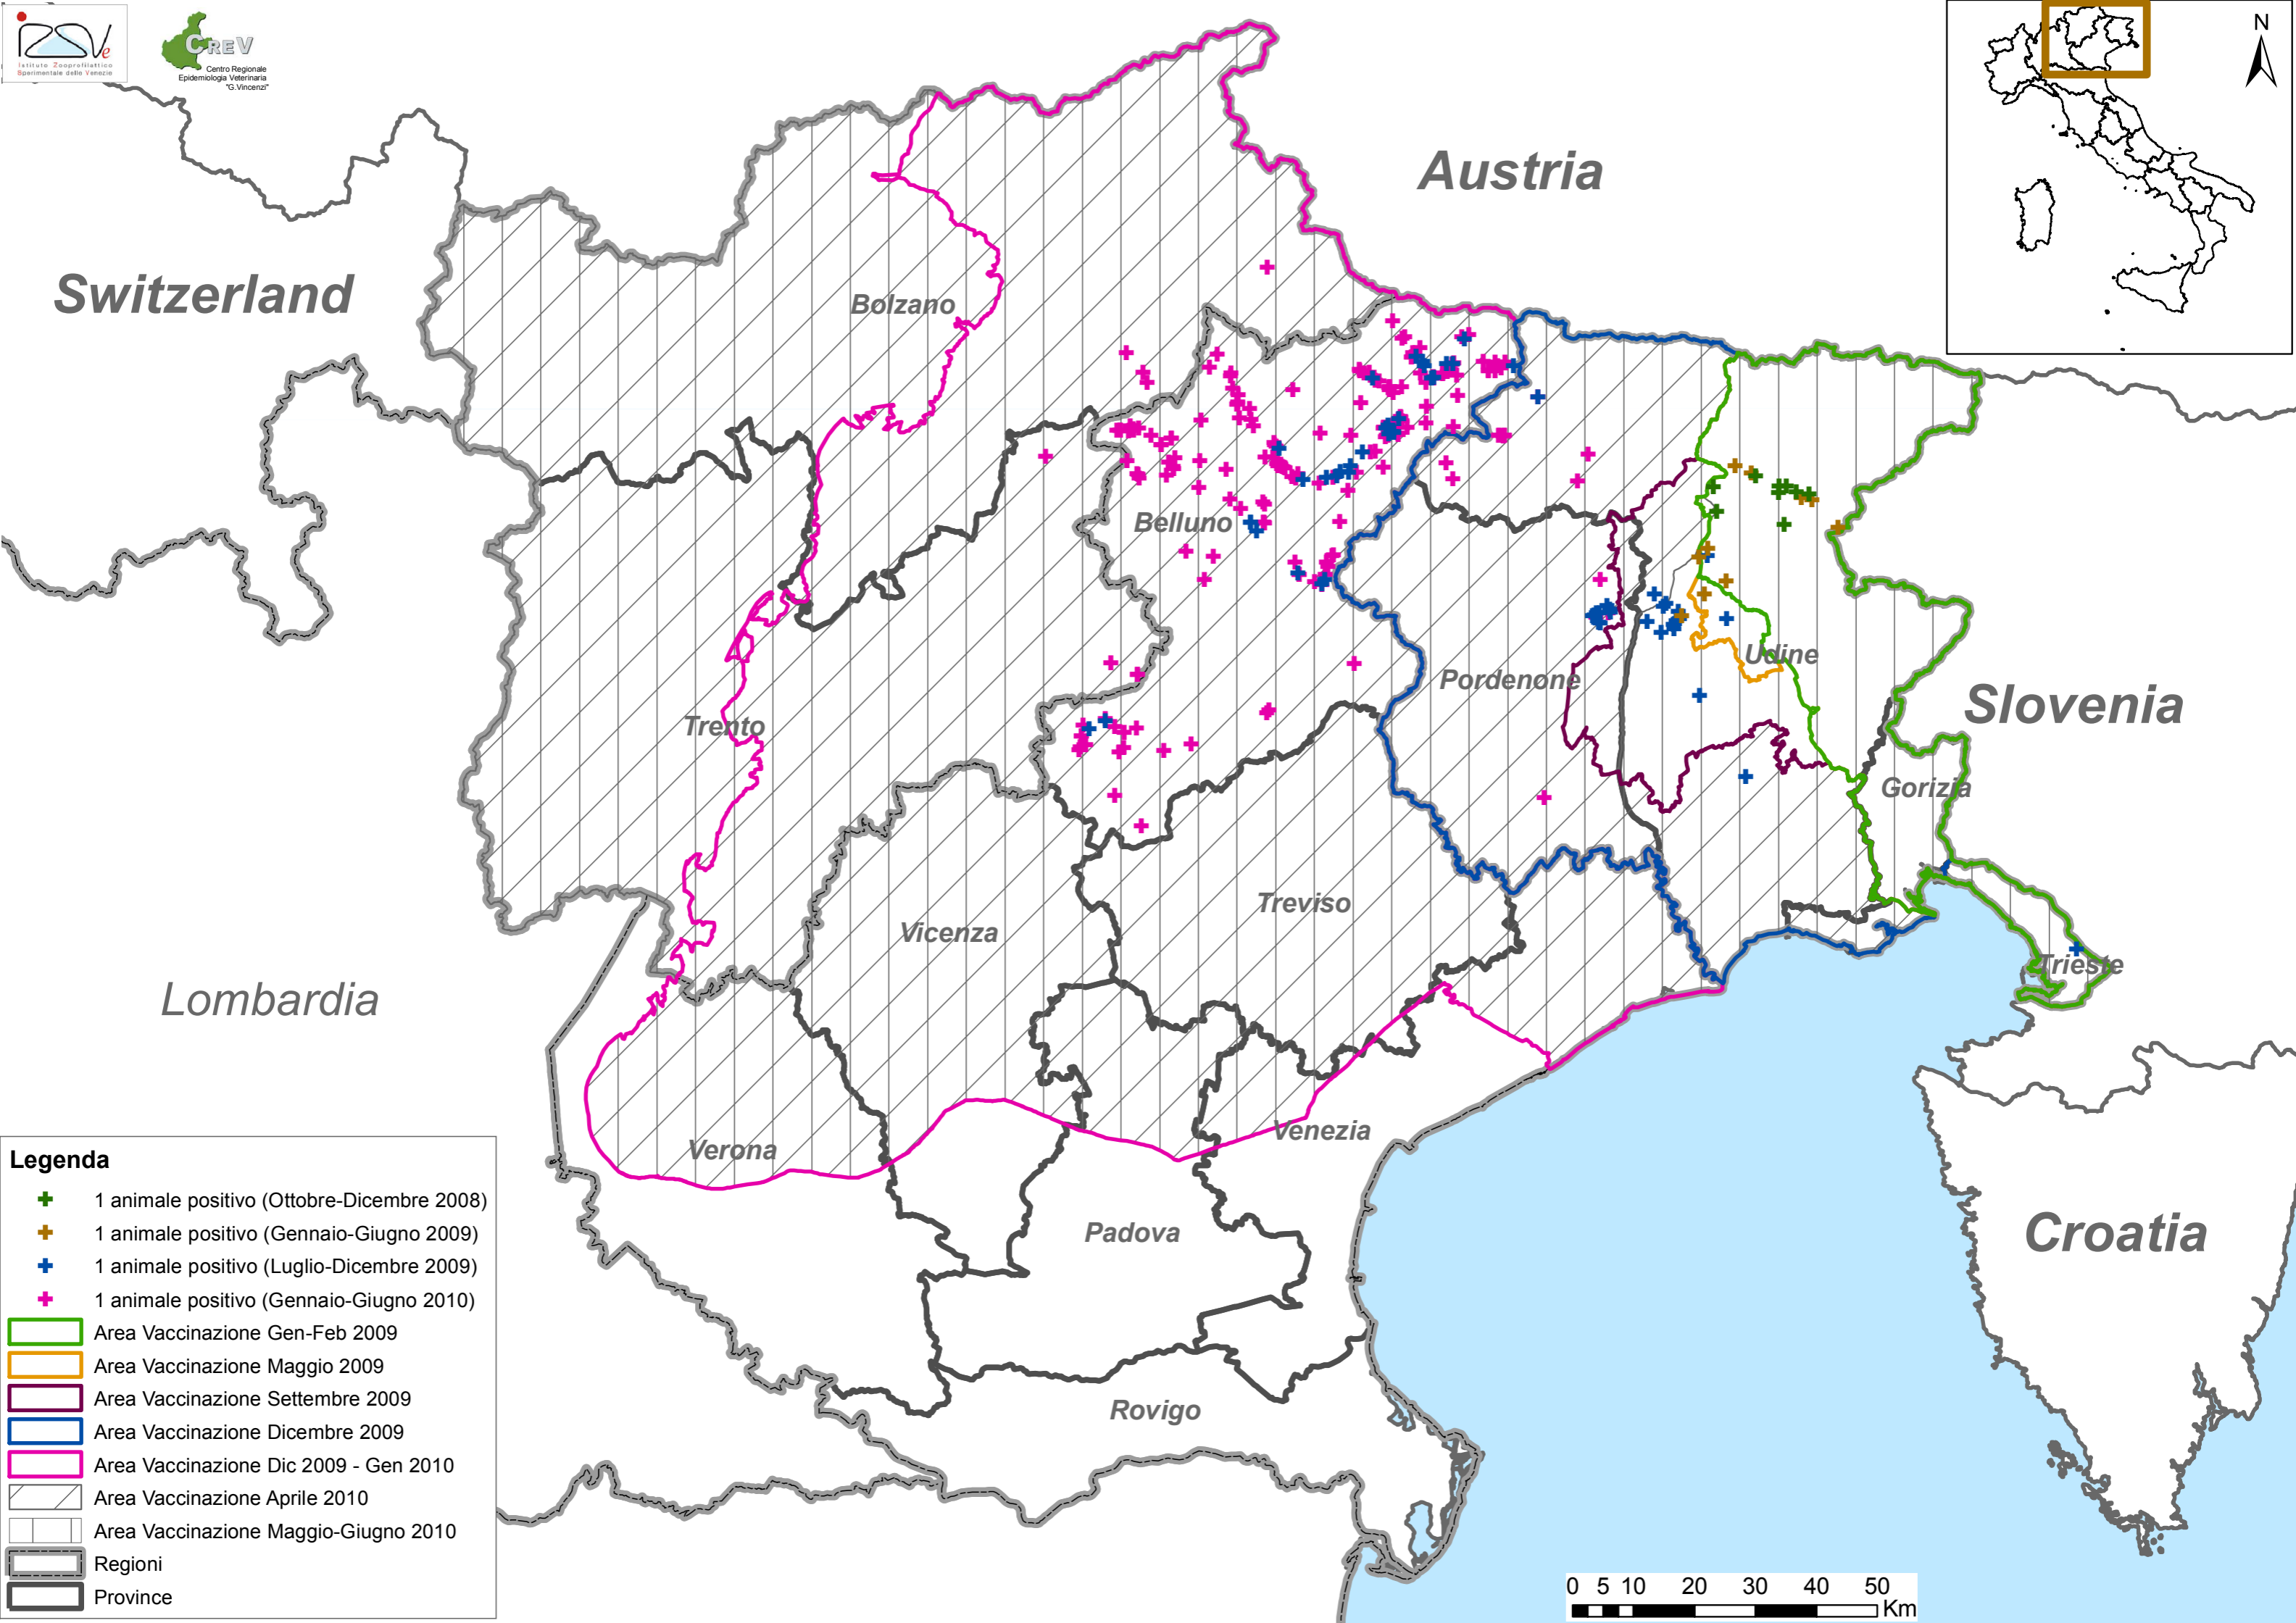 IZSVe
Istituto Zooprofilattico
Sperimentale delle Venezie
CREV
Centro Regionale
Epidemiologia Veterinaria
"G.Vincenzi"
N
Austria
Switzerland
Bolzano
Belluno
Udine
Pordenone
Slovenia
Trento
Gorizia
Treviso
Vicenza
Trieste
Lombardia
Venezia
Verona
Padova
Croatia
Rovigo
Legenda
1 animale positivo (Ottobre-Dicembre 2008)
1 animale positivo (Gennaio-Giugno 2009)
1 animale positivo (Luglio-Dicembre 2009)
1 animale positivo (Gennaio-Giugno 2010)
Area Vaccinazione Gen-Feb 2009
Area Vaccinazione Maggio 2009
Area Vaccinazione Settembre 2009
Area Vaccinazione Dicembre 2009
Area Vaccinazione Dic 2009 - Gen 2010
Area Vaccinazione Aprile 2010
Area Vaccinazione Maggio-Giugno 2010
Regioni
Province
0 5 10 20 30 40 50
Km